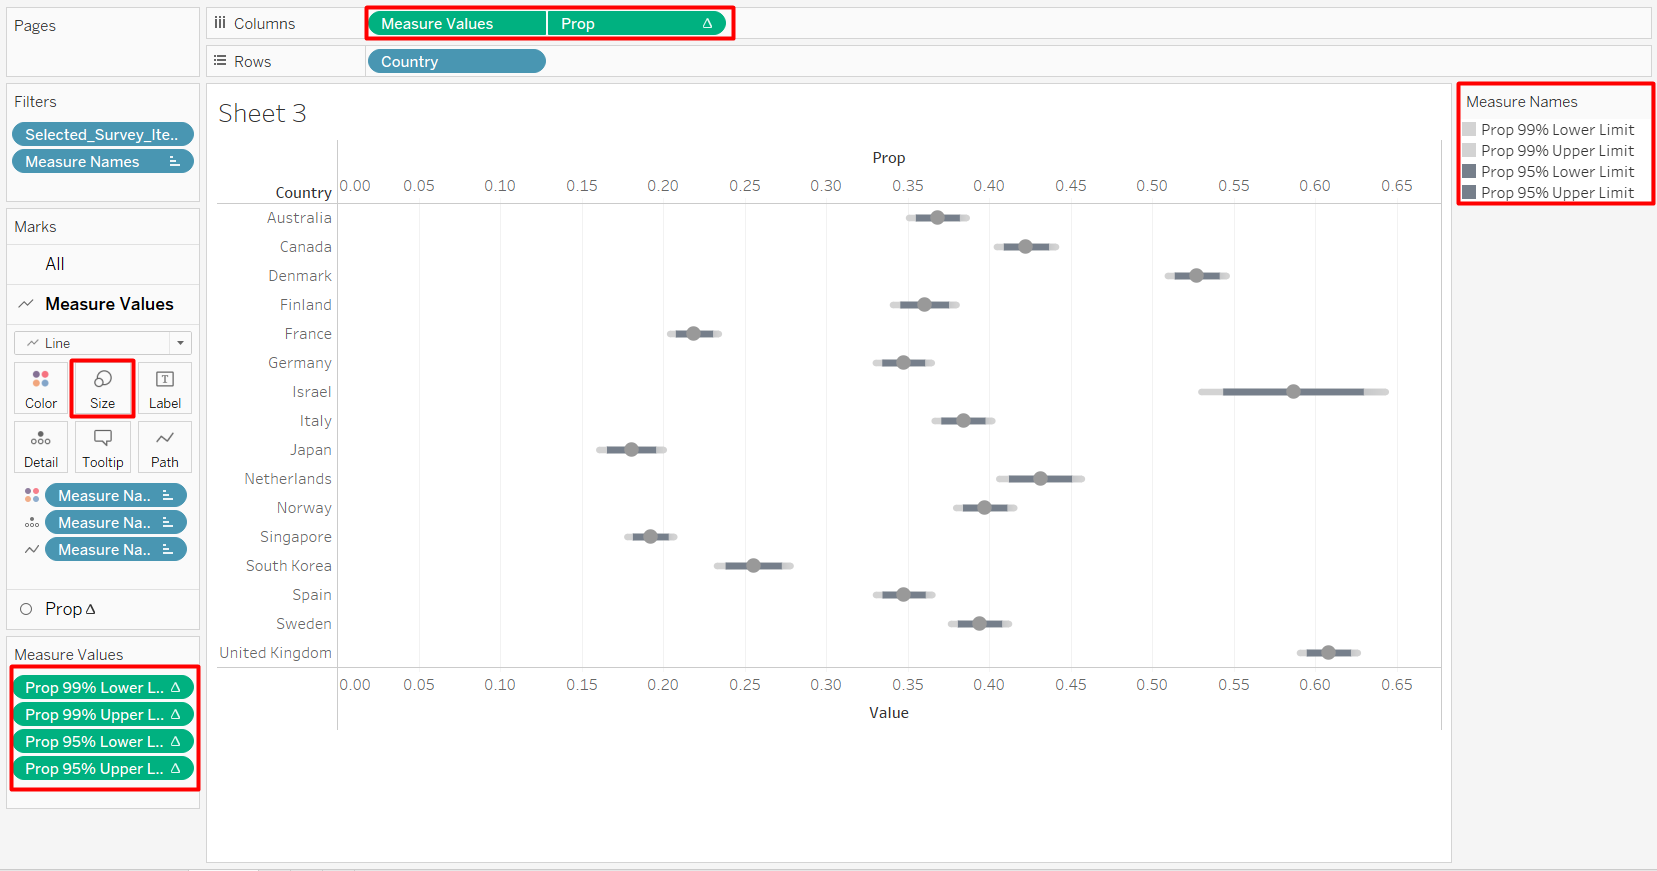 Pages
Columns
Measure Values
Prop Δ
Rows
Country
Filters
Selected_Survey_Ite..
Measure Names
Marks
All
Measure Values
Line
Color
Size
Label
Detail
Tooltip
Path
Measure Na..
Measure Na..
Measure Na..
Prop Δ
Measure Values
Prop 99% Lower L.. Δ
Prop 99% Upper L.. Δ
Prop 95% Lower L.. Δ
Prop 95% Upper L.. Δ
Sheet 3
Prop
Country
0.00 0.05 0.10 0.15 0.20 0.25 0.30 0.35 0.40 0.45 0.50 0.55 0.60 0.65
Australia
Canada
Denmark
Finland
France
Germany
Israel
Italy
Japan
Netherlands
Norway
Singapore
South Korea
Spain
Sweden
United Kingdom
0.00 0.05 0.10 0.15 0.20 0.25 0.30 0.35 0.40 0.45 0.50 0.55 0.60 0.65
Value
Measure Names
Prop 99% Lower Limit
Prop 99% Upper Limit
Prop 95% Lower Limit
Prop 95% Upper Limit